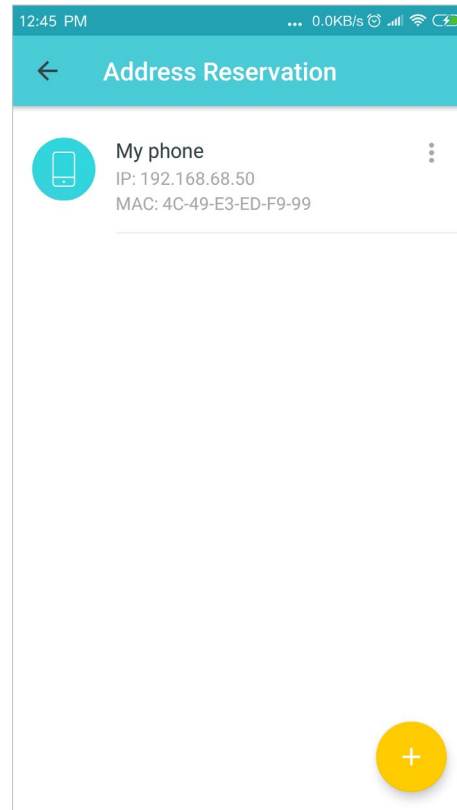 12:45 PM ... 0.0KB/s
Address Reservation
My phone
IP: 192.168.68.50
MAC: 4C-49-E3-ED-F9-99
+